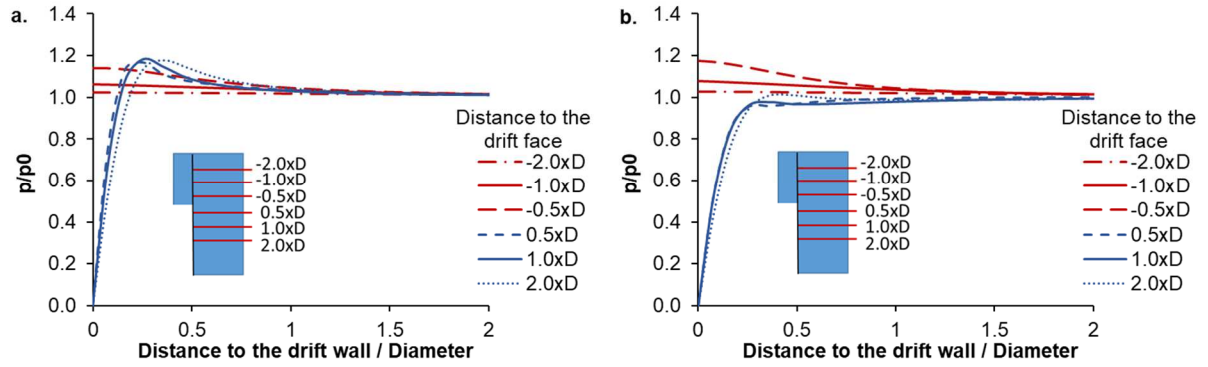 a.
1.4
1.2
1.0
0.8
0.6
0.4
0.2
0.0
p/p0
0
0.5
1
1.5
2
Distance to the drift wall / Diameter
-2.0xD
-1.0xD
-0.5xD
0.5xD
1.0xD
2.0xD
Distance to the
drift face
-2.0xD
-1.0xD
-0.5xD
0.5xD
1.0xD
2.0xD
b.
1.4
1.2
1.0
0.8
0.6
0.4
0.2
0.0
p/p0
0
0.5
1
1.5
2
Distance to the drift wall / Diameter
-2.0xD
-1.0xD
-0.5xD
0.5xD
1.0xD
2.0xD
Distance to the
drift face
-2.0xD
-1.0xD
-0.5xD
0.5xD
1.0xD
2.0xD